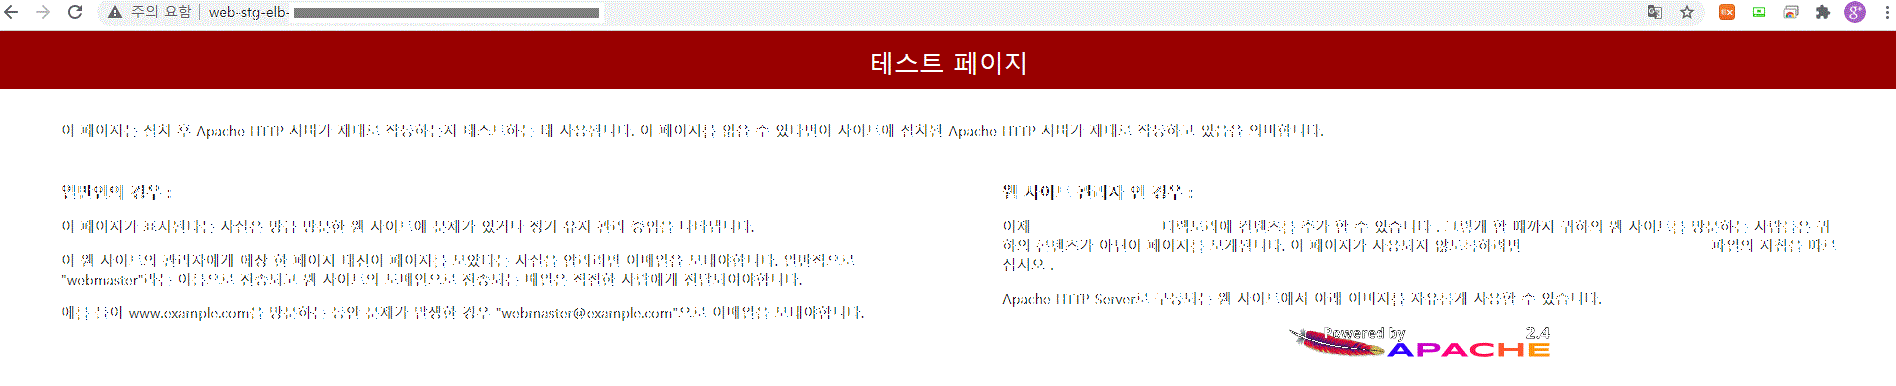 주의 요함 | web-stg-elb-
테스트 페이지
이 페이지는 설치 후 Apache HTTP 서버가 제대로 작동하는지 테스트하는 데 사용됩니다. 이 페이지를 읽을 수 있다면이 사이트에 설치된 Apache HTTP 서버가 제대로 작동하고 있음을 의미합니다.
일반인의 경우 :
이 페이지가 표시된다는 사실은 방금 방문한 웹 사이트에 문제가 있거나 정기 유지 관리 중임을 나타냅니다.
이 웹 사이트의 관리자에게 예상 한 페이지 대신이 페이지를 보았다는 사실을 알리려면 이메일을 보내야합니다. 일반적으로
"webmaster"라는 이름으로 전송되고 웹 사이트의 도메인으로 전송되는 메일은 적절한 사람에게 전달되어야합니다.
예를 들어 www.example.com을 방문하는 동안 문제가 발생한 경우 "webmaster@example.com"으로 이메일을 보내야합니다.
웹 사이트 관리자 인 경우 :
이제 디렉토리에 컨텐츠를 추가 할 수 있습니다 . 그렇게 할 때까지 귀하의 웹 사이트를 방문하는 사람들은 귀
하의 콘텐츠가 아닌이 페이지를 보게됩니다. 이 페이지가 사용되지 않도록하려면 파일의 지침을 따르
십시오 .
Apache HTTP Server로 구동되는 웹 사이트에서 아래 이미지를 자유롭게 사용할 수 있습니다.
Powered by 2.4
APACHE